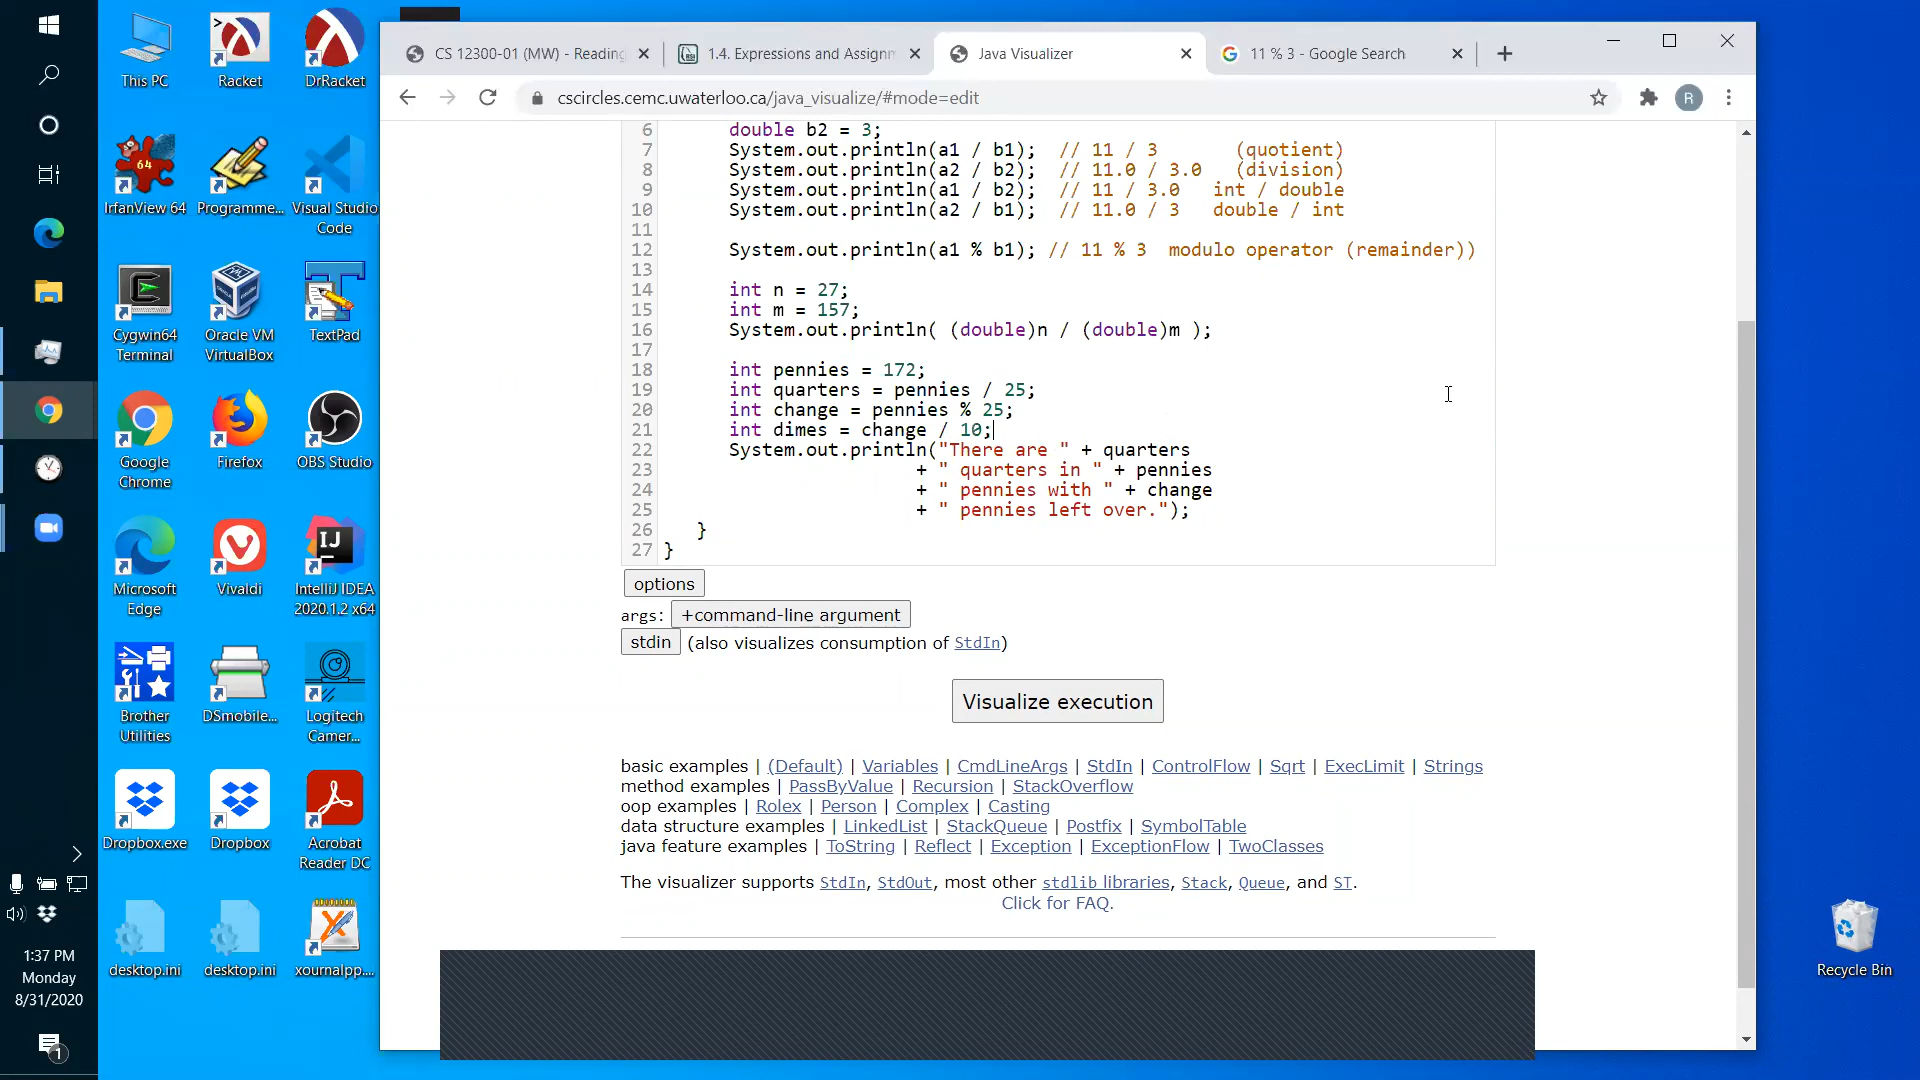 This PC
Racket
DrRacket
IrfanView 64
Programme...
Visual Studio
Code
Cygwin64
Terminal
Oracle VM
VirtualBox
TextPad
Google
Chrome
Firefox
OBS Studio
Microsoft
Edge
Vivaldi
IntelliJ IDEA
2020.1.2 x64
Brother
Utilities
DSmobile...
Logitech
Camer...
Dropbox.exe
Dropbox
Acrobat
Reader DC
desktop.ini
desktop.ini
xournalpp....
1:37 PM
Monday
8/31/2020
1
CS 12300-01 (MW) - Reading
1.4. Expressions and Assignm
Java Visualizer
11 % 3 - Google Search
cscircles.cemc.uwaterloo.ca/java_visualize/#mode=edit
R
6 double b2 = 3;
7 System.out.println(a1 / b1); // 11 / 3 (quotient)
8 System.out.println(a2 / b2); // 11.0 / 3.0 (division)
9 System.out.println(a1 / b2); // 11 / 3.0 int / double
10 System.out.println(a2 / b1); // 11.0 / 3 double / int
11
12 System.out.println(a1 % b1); // 11 % 3 modulo operator (remainder))
13
14 int n = 27;
15 int m = 157;
16 System.out.println( (double)n / (double)m );
17
18 int pennies = 172;
19 int quarters = pennies / 25;
20 int change = pennies % 25;
21 int dimes = change / 10;
22 System.out.println("There are " + quarters
23 + " quarters in " + pennies
24 + " pennies with " + change
25 + " pennies left over.");
26 }
27 }
options
args: +command-line argument
stdin (also visualizes consumption of StdIn)
Visualize execution
basic examples | (Default) | Variables | CmdLineArgs | StdIn | ControlFlow | Sqrt | ExecLimit | Strings
method examples | PassByValue | Recursion | StackOverflow
oop examples | Rolex | Person | Complex | Casting
data structure examples | LinkedList | StackQueue | Postfix | SymbolTable
java feature examples | ToString | Reflect | Exception | ExceptionFlow | TwoClasses
The visualizer supports StdIn, StdOut, most other stdlib libraries, Stack, Queue, and ST.
Click for FAQ.
Recycle Bin